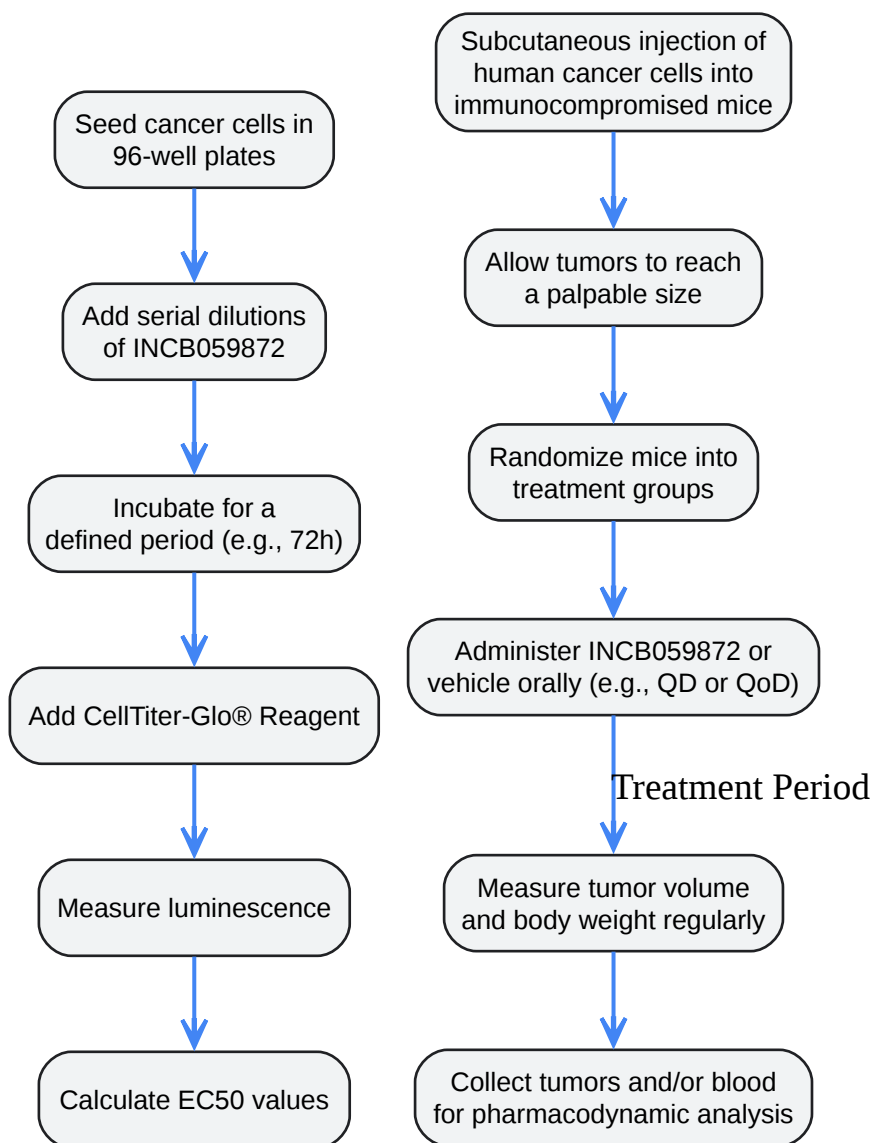 Seed cancer cells in
96-well plates
Add serial dilutions
of INCB059872
Incubate for a
defined period (e.g., 72h)
Add CellTiter-Glo® Reagent
Measure luminescence
Calculate EC50 values
Subcutaneous injection of
human cancer cells into
immunocompromised mice
Allow tumors to reach
a palpable size
Randomize mice into
treatment groups
Administer INCB059872 or
vehicle orally (e.g., QD or QoD)
Treatment Period
Measure tumor volume
and body weight regularly
Collect tumors and/or blood
for pharmacodynamic analysis